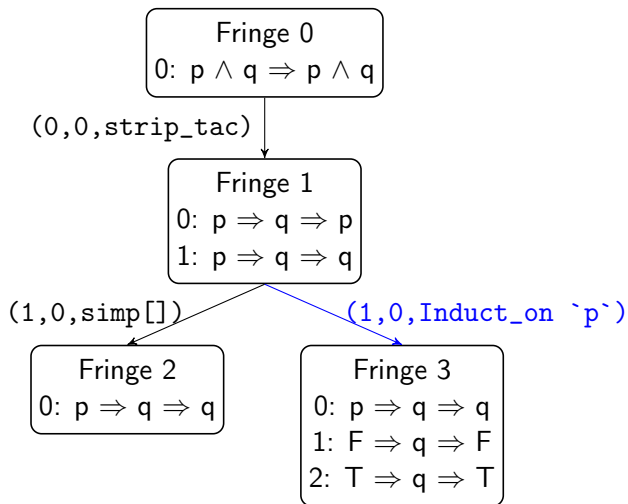 Fringe 0
0: p ∧ q ⇒ p ∧ q
(0,0,strip_tac)
Fringe 1
0: p ⇒ q ⇒ p
1: p ⇒ q ⇒ q
(1,0,simp[])
(1,0,Induct_on `p`)
Fringe 2
0: p ⇒ q ⇒ q
Fringe 3
0: p ⇒ q ⇒ q
1: F ⇒ q ⇒ F
2: T ⇒ q ⇒ T